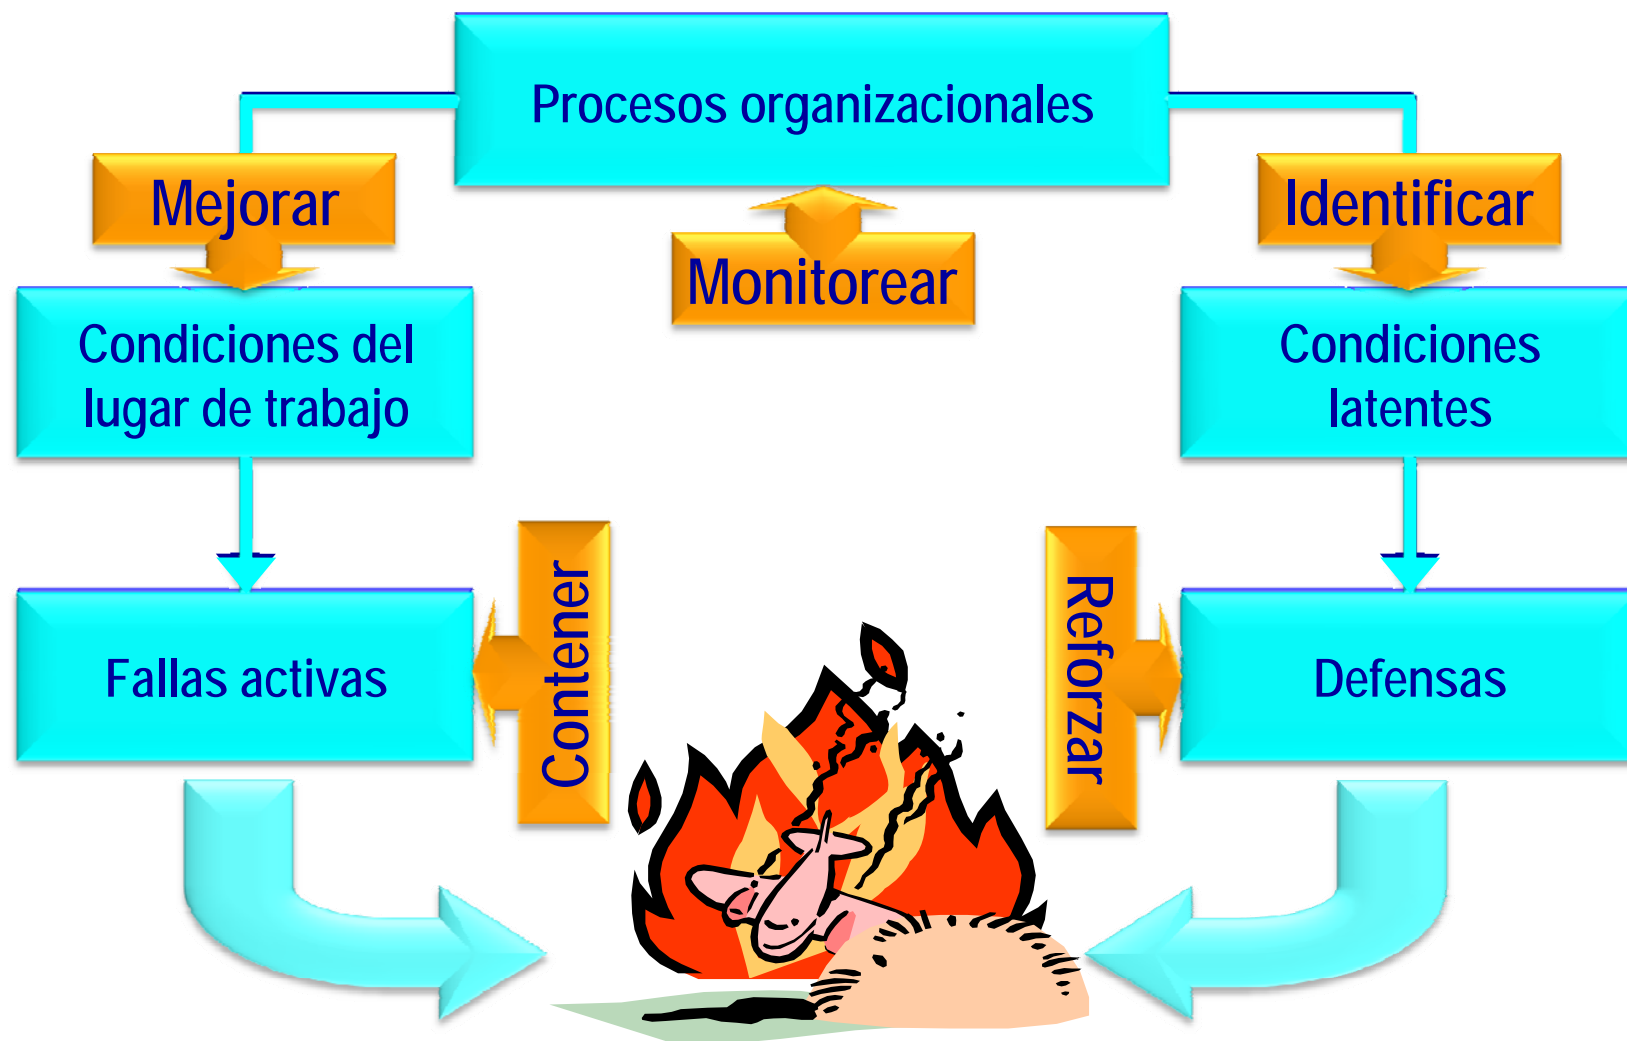 Procesos organizacionales
Mejorar
Identificar
Monitorear
Condiciones del
lugar de trabajo
Condiciones
latentes
Contener
Reforzar
Fallas activas
Defensas